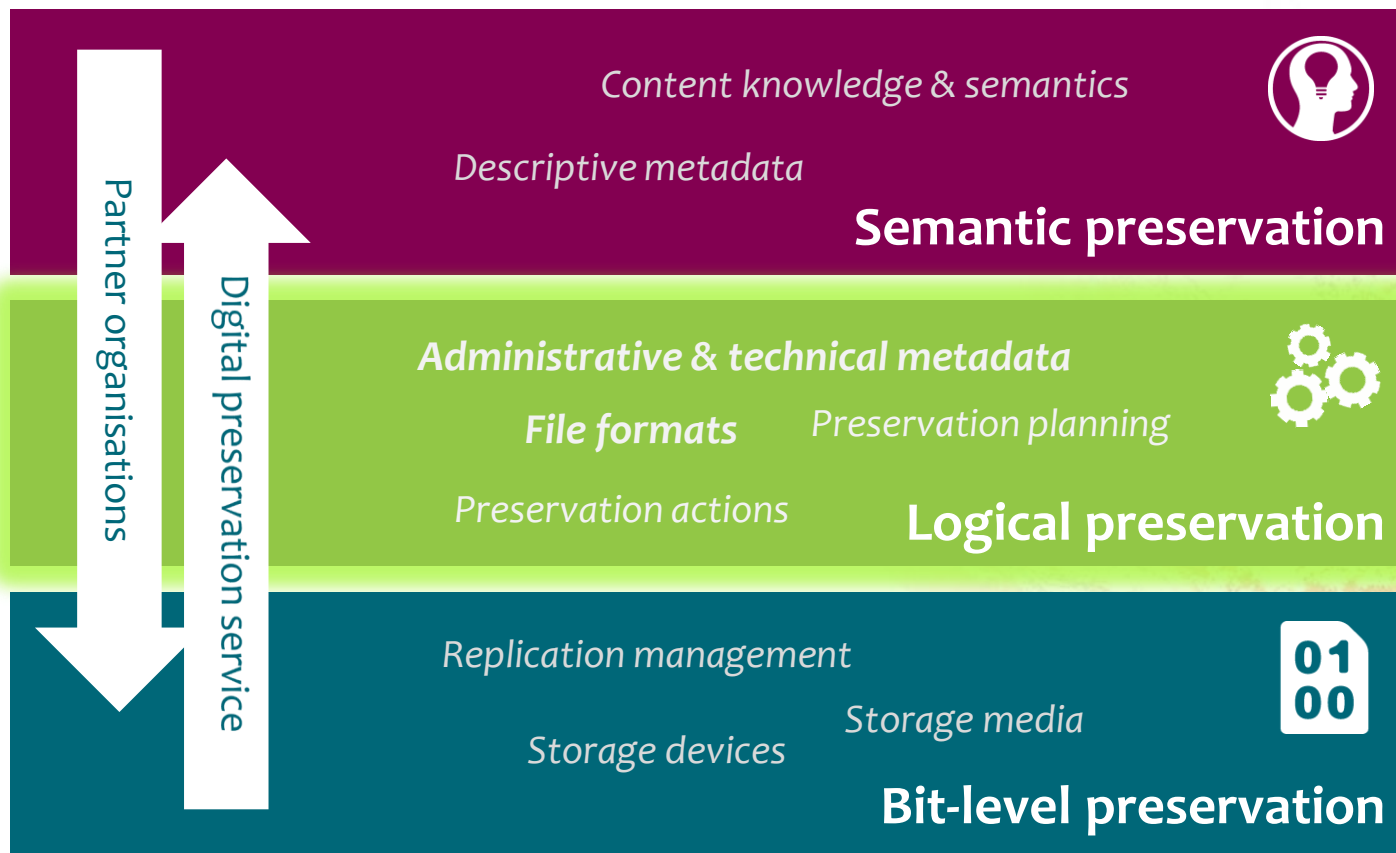 Content knowledge & semantics
Descriptive metadata
Semantic preservation
Partner organisations
Digital preservation service
Administrative & technical metadata
File formats
Preservation planning
Preservation actions
Logical preservation
Replication management
01
00
Storage media
Storage devices
Bit-level preservation